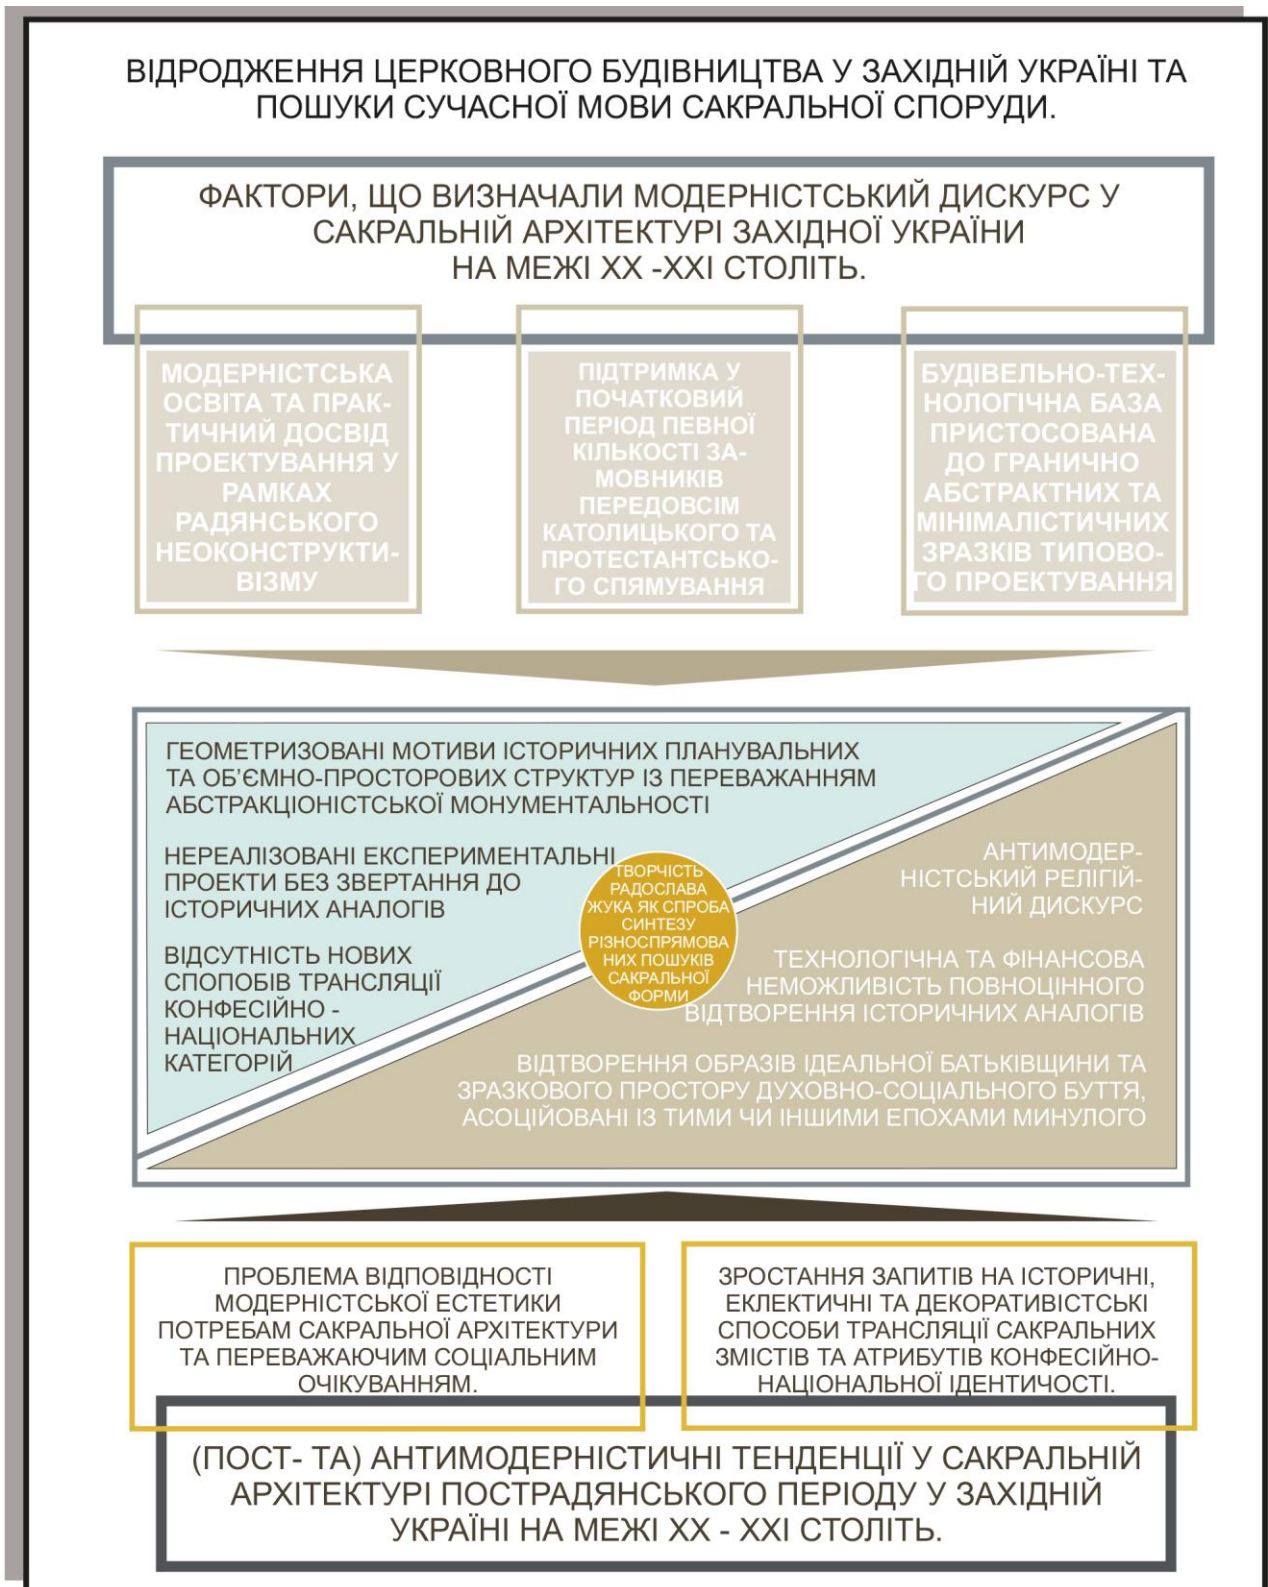 ВІДРОДЖЕННЯ ЦЕРКОВНОГО БУДІВНИЦТВА У ЗАХІДНІЙ УКРАЇНІ ТА
ПОШУКИ СУЧАСНОЇ МОВИ САКРАЛЬНОЇ СПОРУДИ.
ФАКТОРИ, ЩО ВИЗНАЧАЛИ МОДЕРНІСТСЬКИЙ ДИСКУРС У
САКРАЛЬНІЙ АРХІТЕКТУРІ ЗАХІДНОЇ УКРАЇНИ
НА МЕЖІ XX -XXI СТОЛІТЬ.
МОДЕРНІСТСЬКА
ОСВІТА ТА ПРАК-
ТИЧНИЙ ДОСВІД
ПРОЕКТУВАННЯ У
РАМКАХ
РАДЯНСЬКОГО
НЕОКОНСТРУКТИ-
ВІЗМУ
ПІДТРИМКА У
ПОЧАТКОВИЙ
ПЕРІОД ПЕВНОЇ
КІЛЬКОСТІ ЗА-
МОВНИКІВ
ПЕРЕДОВСІМ
КАТОЛИЦЬКОГО ТА
ПРОТЕСТАНТСЬКО-
ГО СПЯМУВАННЯ
БУДІВЕЛЬНО-ТЕХ-
НОЛОГІЧНА БАЗА
ПРИСТОСОВАНА
ДО ГРАНИЧНО
АБСТРАКТНИХ ТА
МІНІМАЛІСТИЧНИХ
ЗРАЗКІВ ТИПОВО-
ГО ПРОЕКТУВАННЯ
ГЕОМЕТРИЗОВАНІ МОТИВИ ІСТОРИЧНИХ ПЛАНУВАЛЬНИХ
ТА ОБ’ЄМНО-ПРОСТОРОВИХ СТРУКТУР ІЗ ПЕРЕВАЖАННЯМ
АБСТРАКЦІОНІСТСЬКОЇ МОНУМЕНТАЛЬНОСТІ
НЕРЕАЛІЗОВАНІ ЕКСПЕРИМЕНТАЛЬНІ
ПРОЕКТИ БЕЗ ЗВЕРТАННЯ ДО
ІСТОРИЧНИХ АНАЛОГІВ
ВІДСУТНІСТЬ НОВИХ
СПОПОБІВ ТРАНСЛЯЦІЇ
КОНФЕСІЙНО -
НАЦІОНАЛЬНИХ
КАТЕГОРІЙ
ТВОРЧІСТЬ
РАДОСЛАВА
ЖУКА ЯК СПРОБА
СИНТЕЗУ
РІЗНОСПРЯМОВА
НИХ ПОШУКІВ
САКРАЛЬНОЇ
ФОРМИ
АНТИМОДЕР-
НІСТСЬКИЙ РЕЛІГІЙ-
НИЙ ДИСКУРС
ТЕХНОЛОГІЧНА ТА ФІНАНСОВА
НЕМОЖЛИВІСТЬ ПОВНОЦІННОГО
ВІДТВОРЕННЯ ІСТОРИЧНИХ АНАЛОГІВ
ВІДТВОРЕННЯ ОБРАЗІВ ІДЕАЛЬНОЇ БАТЬКІВЩИНИ ТА
ЗРАЗКОВОГО ПРОСТОРУ ДУХОВНО-СОЦІАЛЬНОГО БУТТЯ,
АСОЦІЙОВАНІ ІЗ ТИМИ ЧИ ІНШИМИ ЕПОХАМИ МИНУЛОГО
ПРОБЛЕМА ВІДПОВІДНОСТІ
МОДЕРНІСТСЬКОЇ ЕСТЕТИКИ
ПОТРЕБАМ САКРАЛЬНОЇ АРХІТЕКТУРИ
ТА ПЕРЕВАЖАЮЧИМ СОЦІАЛЬНИМ
ОЧІКУВАННЯМ.
ЗРОСТАННЯ ЗАПИТІВ НА ІСТОРИЧНІ,
ЕКЛЕКТИЧНІ ТА ДЕКОРАТИВІСТСЬКІ
СПОСОБИ ТРАНСЛЯЦІЇ САКРАЛЬНИХ
ЗМІСТІВ ТА АТРИБУТІВ КОНФЕСІЙНО-
НАЦІОНАЛЬНОЇ ІДЕНТИЧОСТІ.
(ПОСТ- ТА) АНТИМОДЕРНІСТИЧНІ ТЕНДЕНЦІЇ У САКРАЛЬНІЙ
АРХІТЕКТУРІ ПОСТРАДЯНСЬКОГО ПЕРІОДУ У ЗАХІДНІЙ
УКРАЇНІ НА МЕЖІ XX - XXI СТОЛІТЬ.